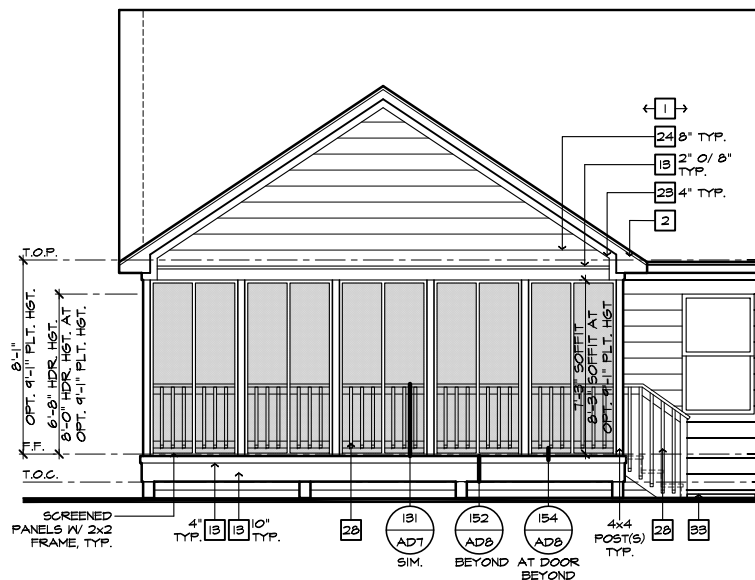 1
24 8" TYP.
13 2" O/ 8"
TYP.
23 4" TYP.
2
T.O.P.
8'-1"
OPT. 9'-1" PLT. HGT.
6'-8" HDR. HGT.
8'-0" HDR. HGT. AT
OPT. 9'-1" PLT. HGT.
7'-3" SOFFIT
8'-3" SOFFIT AT
OPT. 9'-1" PLT. HGT
F.F.
T.O.C.
SCREENED
PANELS W/ 2x2
FRAME, TYP.
4"
TYP.
13
13
10"
TYP.
28
131
AD7
SIM.
152
AD8
BEYOND
154
AD8
AT DOOR
BEYOND
4x4
POST(S)
TYP.
28
33